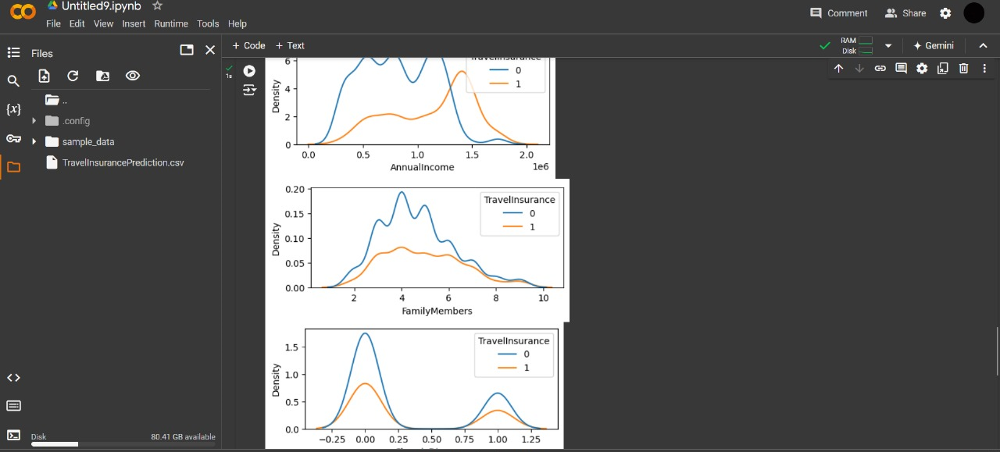 Untitled9.ipynb
File Edit View Insert Runtime Tools Help
Comment
Share
Files
+ Code + Text
RAM
Disk
Gemini
..
.config
sample_data
TravelInsurancePrediction.csv
{x}
<>
Disk
80.41 GB available
1s
TravelInsurance
0
1
Density
6
4
2
0
0.0 0.5 1.0 1.5 2.0
1e6
AnnualIncome
TravelInsurance
0
1
Density
0.20
0.15
0.10
0.05
0.00
2 4 6 8 10
FamilyMembers
TravelInsurance
0
1
Density
1.5
1.0
0.5
0.0
−0.25 0.00 0.25 0.50 0.75 1.00 1.25